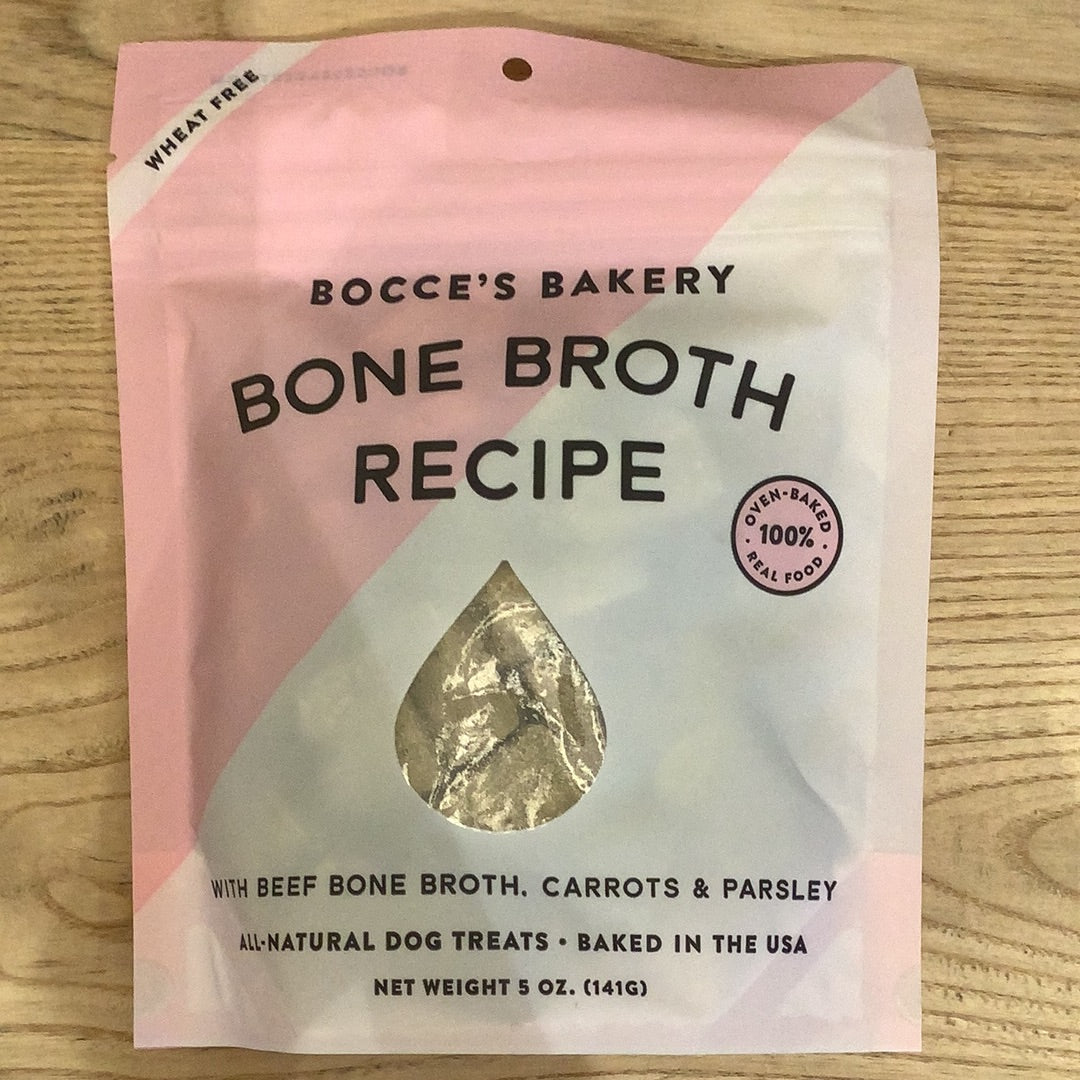 WHEAT FREE
BOCCE'S BAKERY
BONE BROTH
RECIPE
OVEN-BAKED
100%
REAL FOOD
WITH BEEF BONE BROTH, CARROTS & PARSLEY
ALL-NATURAL DOG TREATS • BAKED IN THE USA
NET WEIGHT 5 OZ. (141G)